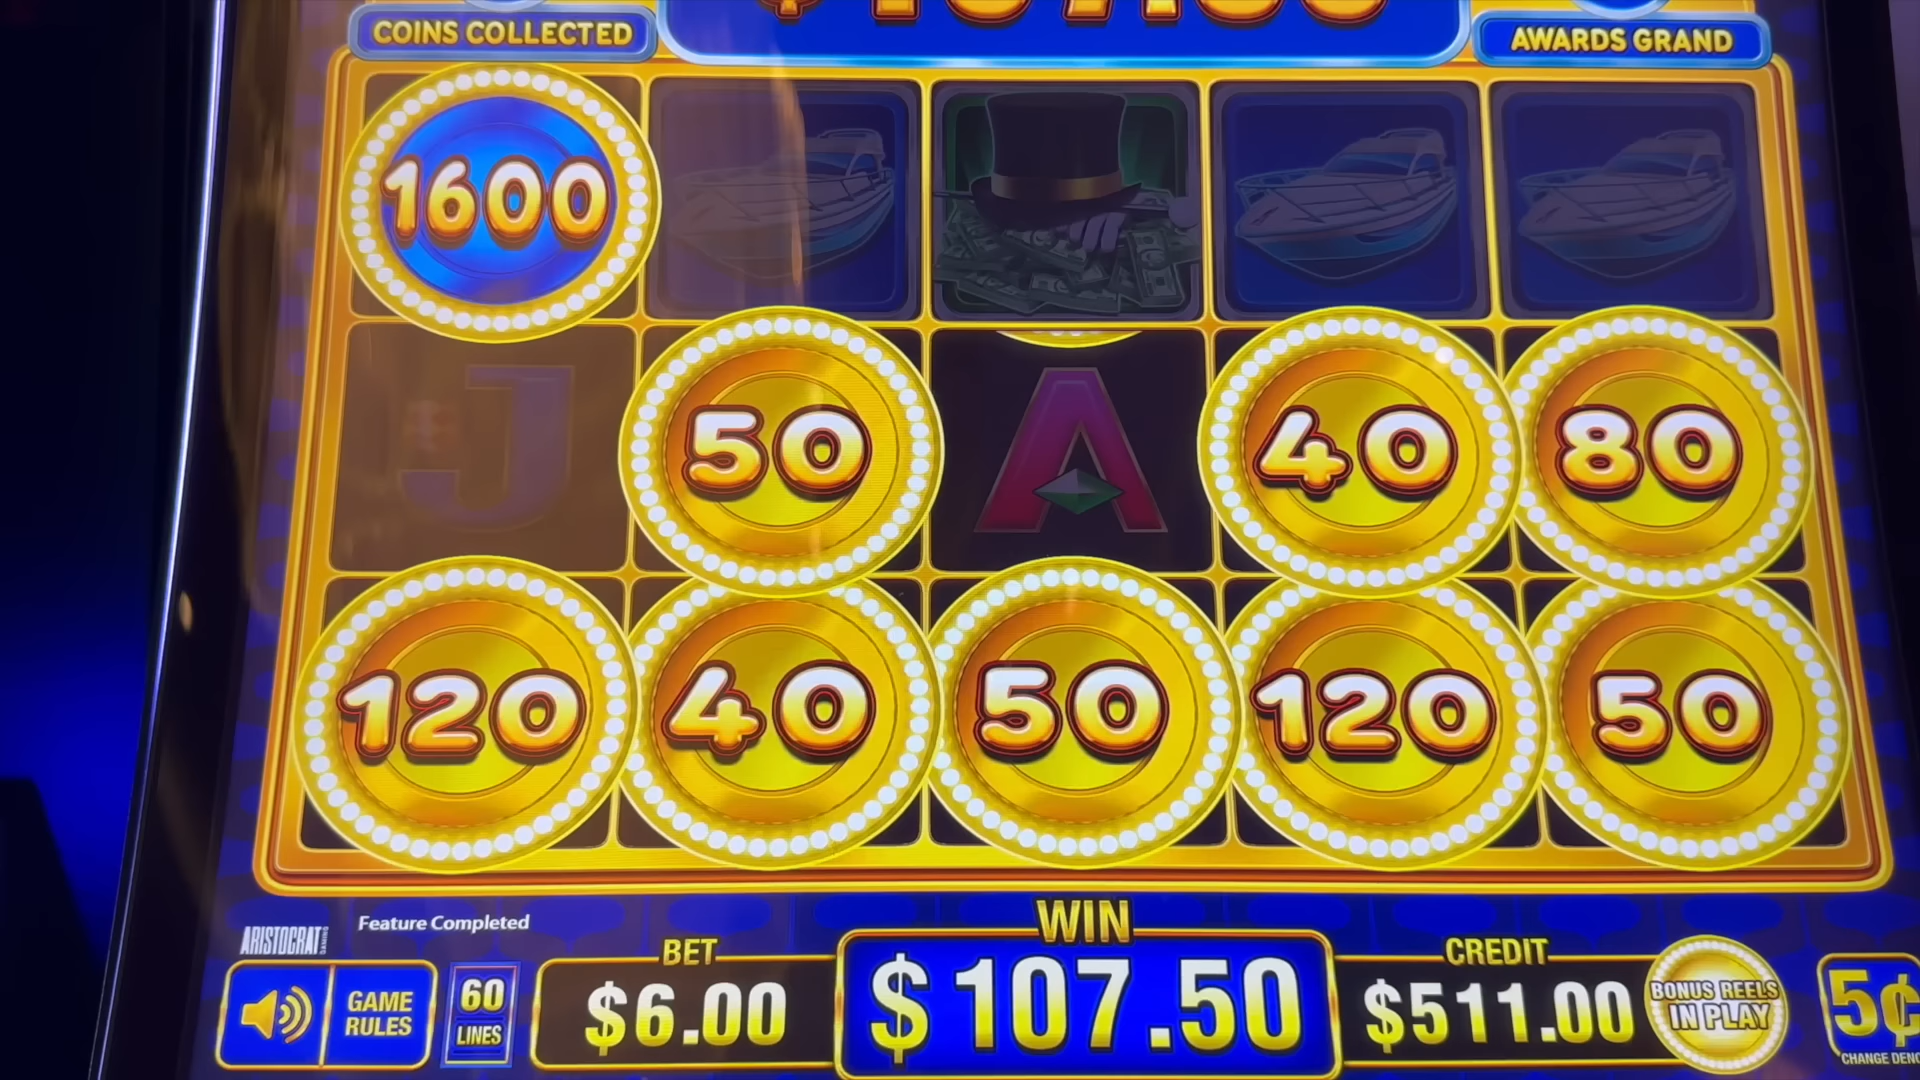 COINS COLLECTED
AWARDS GRAND
1600
J
50
A
40
80
120
40
50
120
50
ARISTOCRAT
GAMING
Feature Completed
GAME
RULES
60
LINES
BET
$6.00
WIN
$107.50
CREDIT
$511.00
BONUS REELS
IN PLAY
5¢